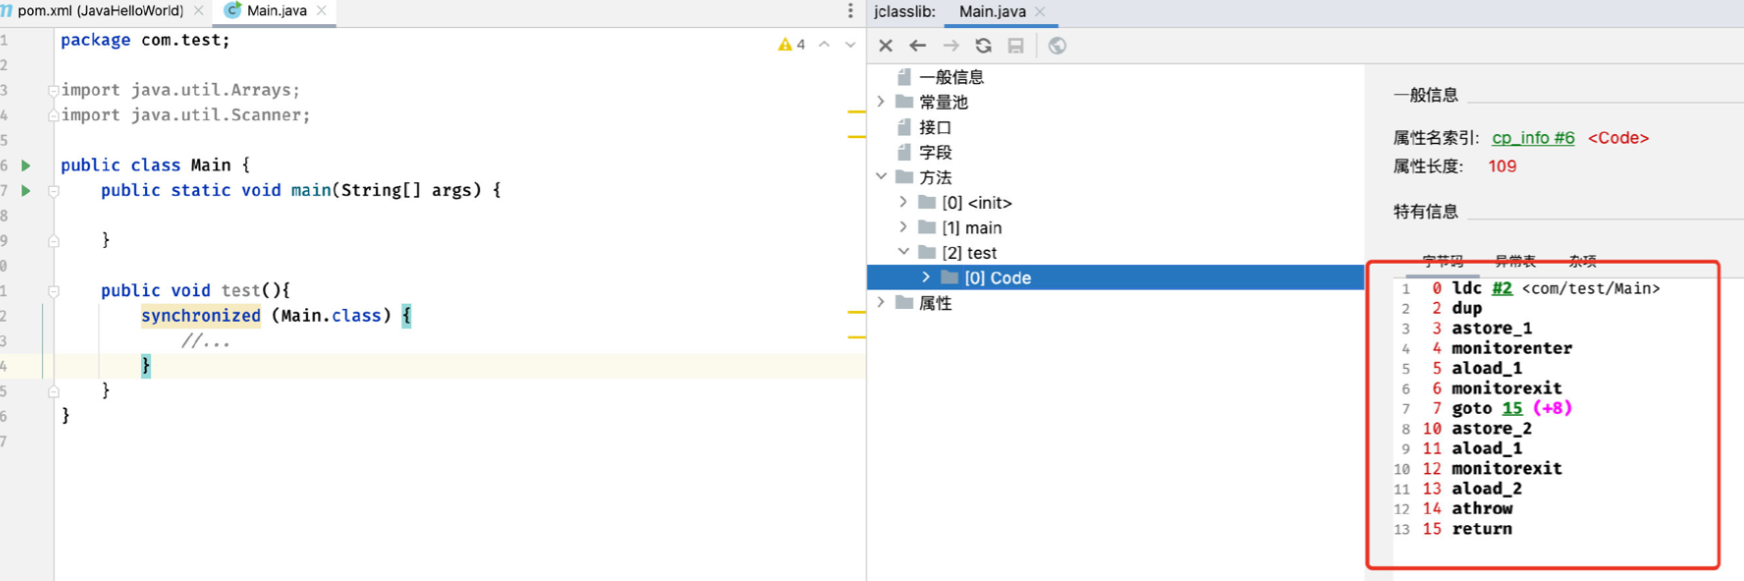 pom.xml (JavaHelloWorld)
Main.java
4
1 package com.test;
2
3 import java.util.Arrays;
4 import java.util.Scanner;
5
6 public class Main {
7 public static void main(String[] args) {
8
9 }
0
1 public void test(){
2 synchronized (Main.class) {
3 //...
4 }
5 }
6 }
7
jclasslib:
Main.java
一般信息
常量池
接口
字段
方法
[0] <init>
[1] main
[2] test
[0] Code
属性
一般信息
属性名索引: cp_info #6 <Code>
属性长度: 109
特有信息
字节码 异常表 杂项
1 0 ldc #2 <com/test/Main>
2 2 dup
3 3 astore_1
4 4 monitorenter
5 5 aload_1
6 6 monitorexit
7 7 goto 15 (+8)
8 10 astore_2
9 11 aload_1
10 12 monitorexit
11 13 aload_2
12 14 athrow
13 15 return